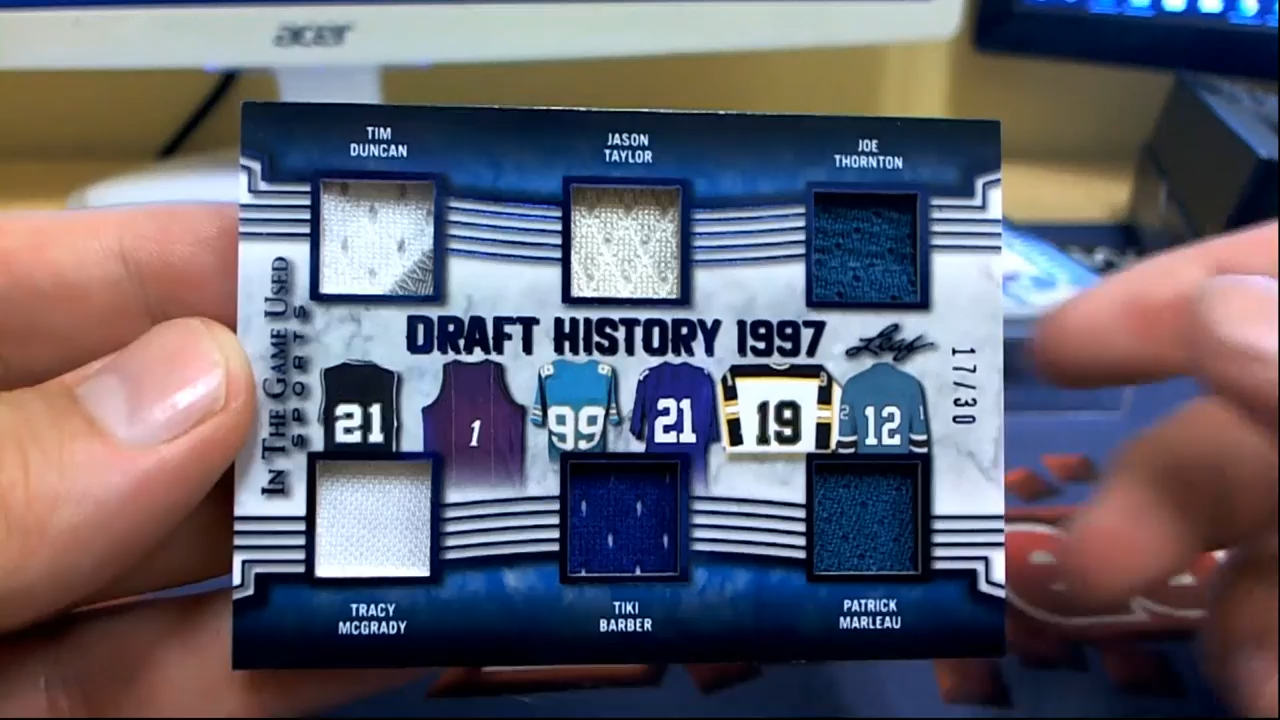 acer
TIM
DUNCAN
JASON
TAYLOR
JOE
THORNTON
IN THE GAME USED
SPORTS
DRAFT HISTORY 1997
Leaf
17/30
21
1
99
21
19
12
TRACY
MCGRADY
TIKI
BARBER
PATRICK
MARLEAU